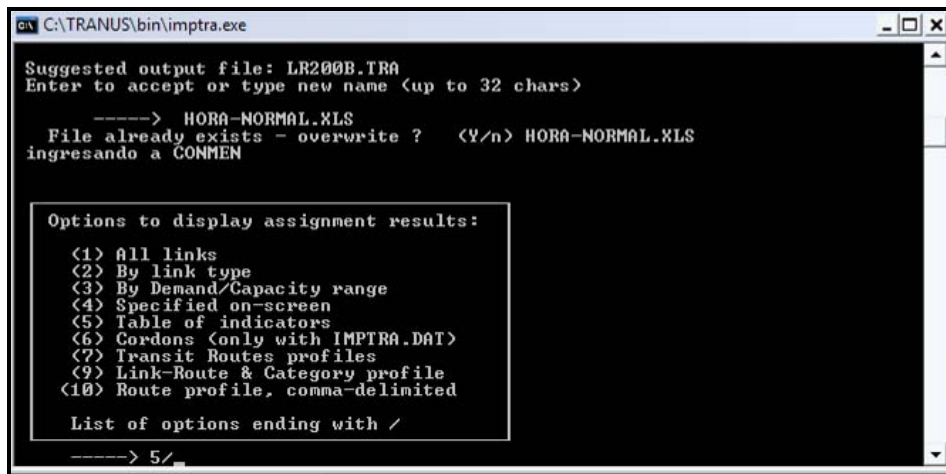 C:\TRANUS\bin\imptra.exe
Suggested output file: LR200B.TRA
Enter to accept or type new name (up to 32 chars)
-----> HORA-NORMAL.XLS
File already exists - overwrite ? (Y/n) HORA-NORMAL.XLS
ingresando a CONMEN
Options to display assignment results:
(1) All links
(2) By link type
(3) By Demand/Capacity range
(4) Specified on-screen
(5) Table of indicators
(6) Cordons (only with IMPTRA.DAT)
(7) Transit Routes profiles
(9) Link-Route & Category profile
(10) Route profile, comma-delimited
List of options ending with /
-----> 5/_